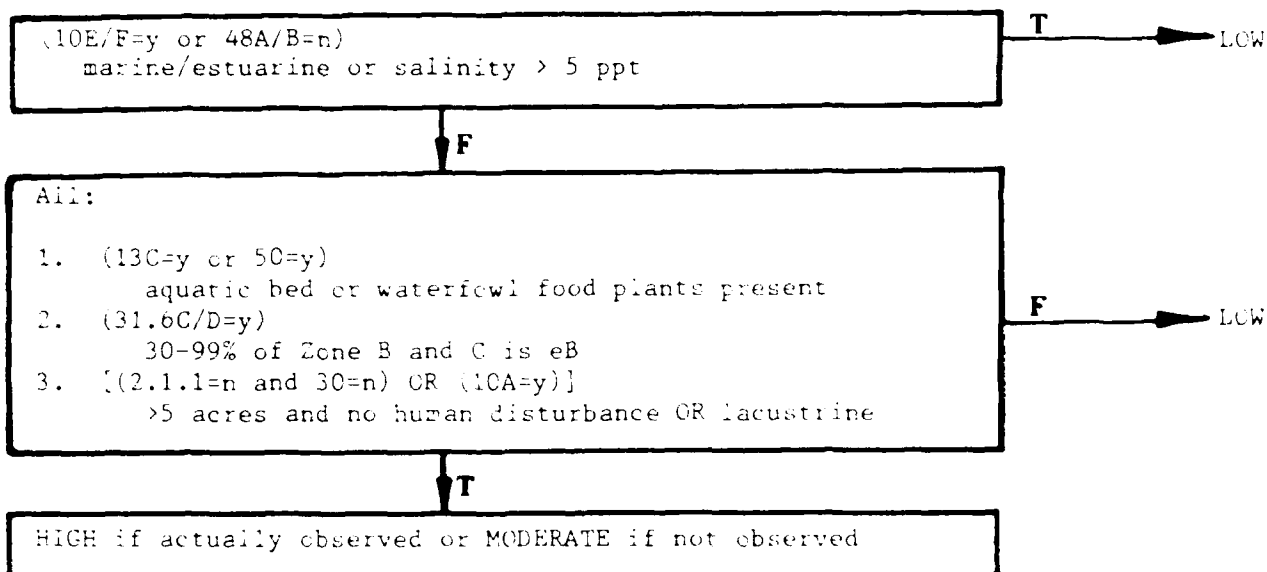 (10E/F=y or 48A/B=n)
marine/estuarine or salinity > 5 ppt
T
LOW
F
All:
1. (13C=y or 50=y)
aquatic bed or waterfowl food plants present
2. (31.6C/D=y)
30-99% of Zone B and C is eB
3. [(2.1.1=n and 30=n) OR (10A=y)]
>5 acres and no human disturbance OR lacustrine
F
LOW
T
HIGH if actually observed or MODERATE if not observed